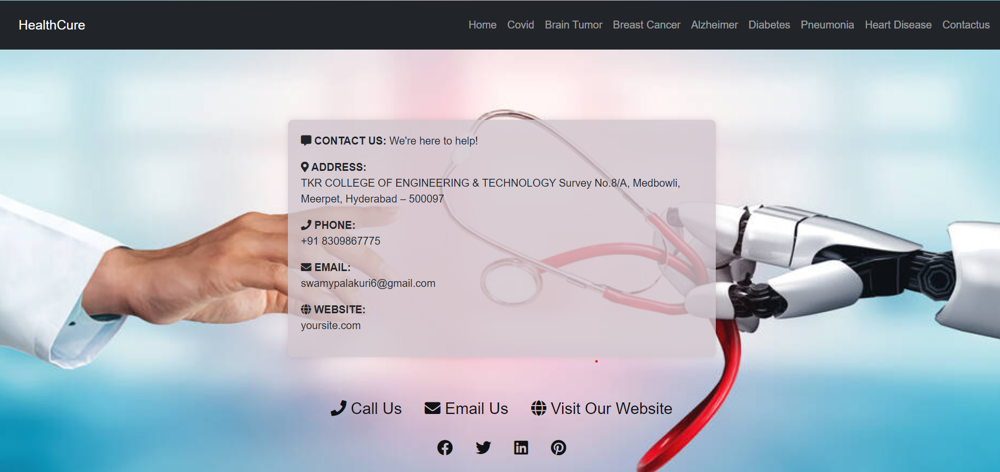 HealthCure
Home Covid Brain Tumor Breast Cancer Alzheimer Diabetes Pneumonia Heart Disease Contactus
CONTACT US: We're here to help!
ADDRESS:
TKR COLLEGE OF ENGINEERING & TECHNOLOGY Survey No.8/A, Medbowli,
Meerpet, Hyderabad – 500097
PHONE:
+91 8309867775
EMAIL:
swamypalakuri6@gmail.com
WEBSITE:
yoursite.com
Call Us Email Us Visit Our Website